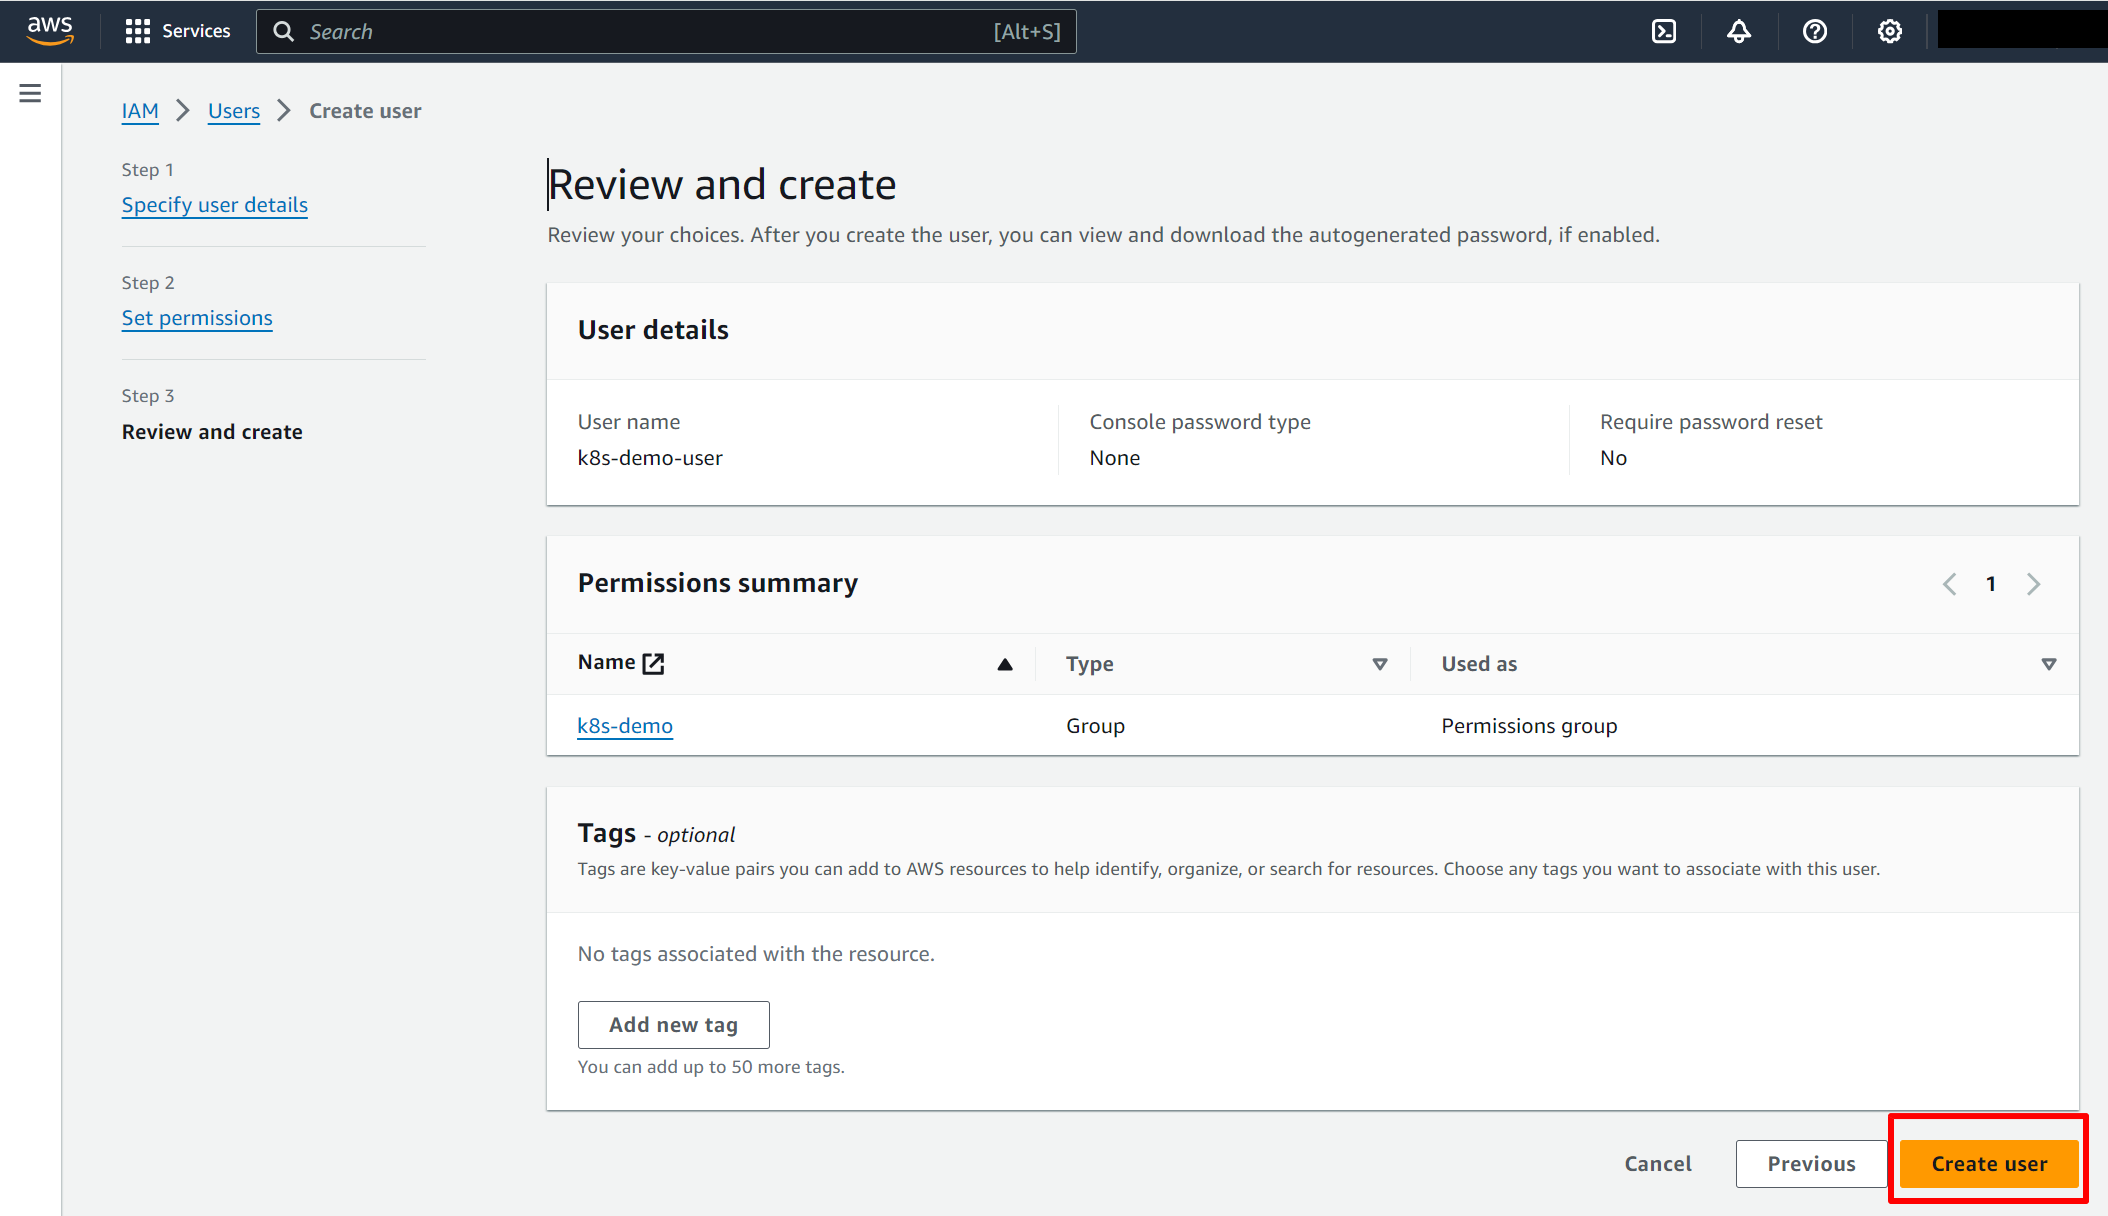 aws
Services
Search
[Alt+S]
IAM
Users
Create user
Step 1
Specify user details
Step 2
Set permissions
Step 3
Review and create
Review and create
Review your choices. After you create the user, you can view and download the autogenerated password, if enabled.
User details
User name
k8s-demo-user
Console password type
None
Require password reset
No
Permissions summary
1
Name
Type
Used as
k8s-demo
Group
Permissions group
Tags - optional
Tags are key-value pairs you can add to AWS resources to help identify, organize, or search for resources. Choose any tags you want to associate with this user.
No tags associated with the resource.
Add new tag
You can add up to 50 more tags.
Cancel
Previous
Create user